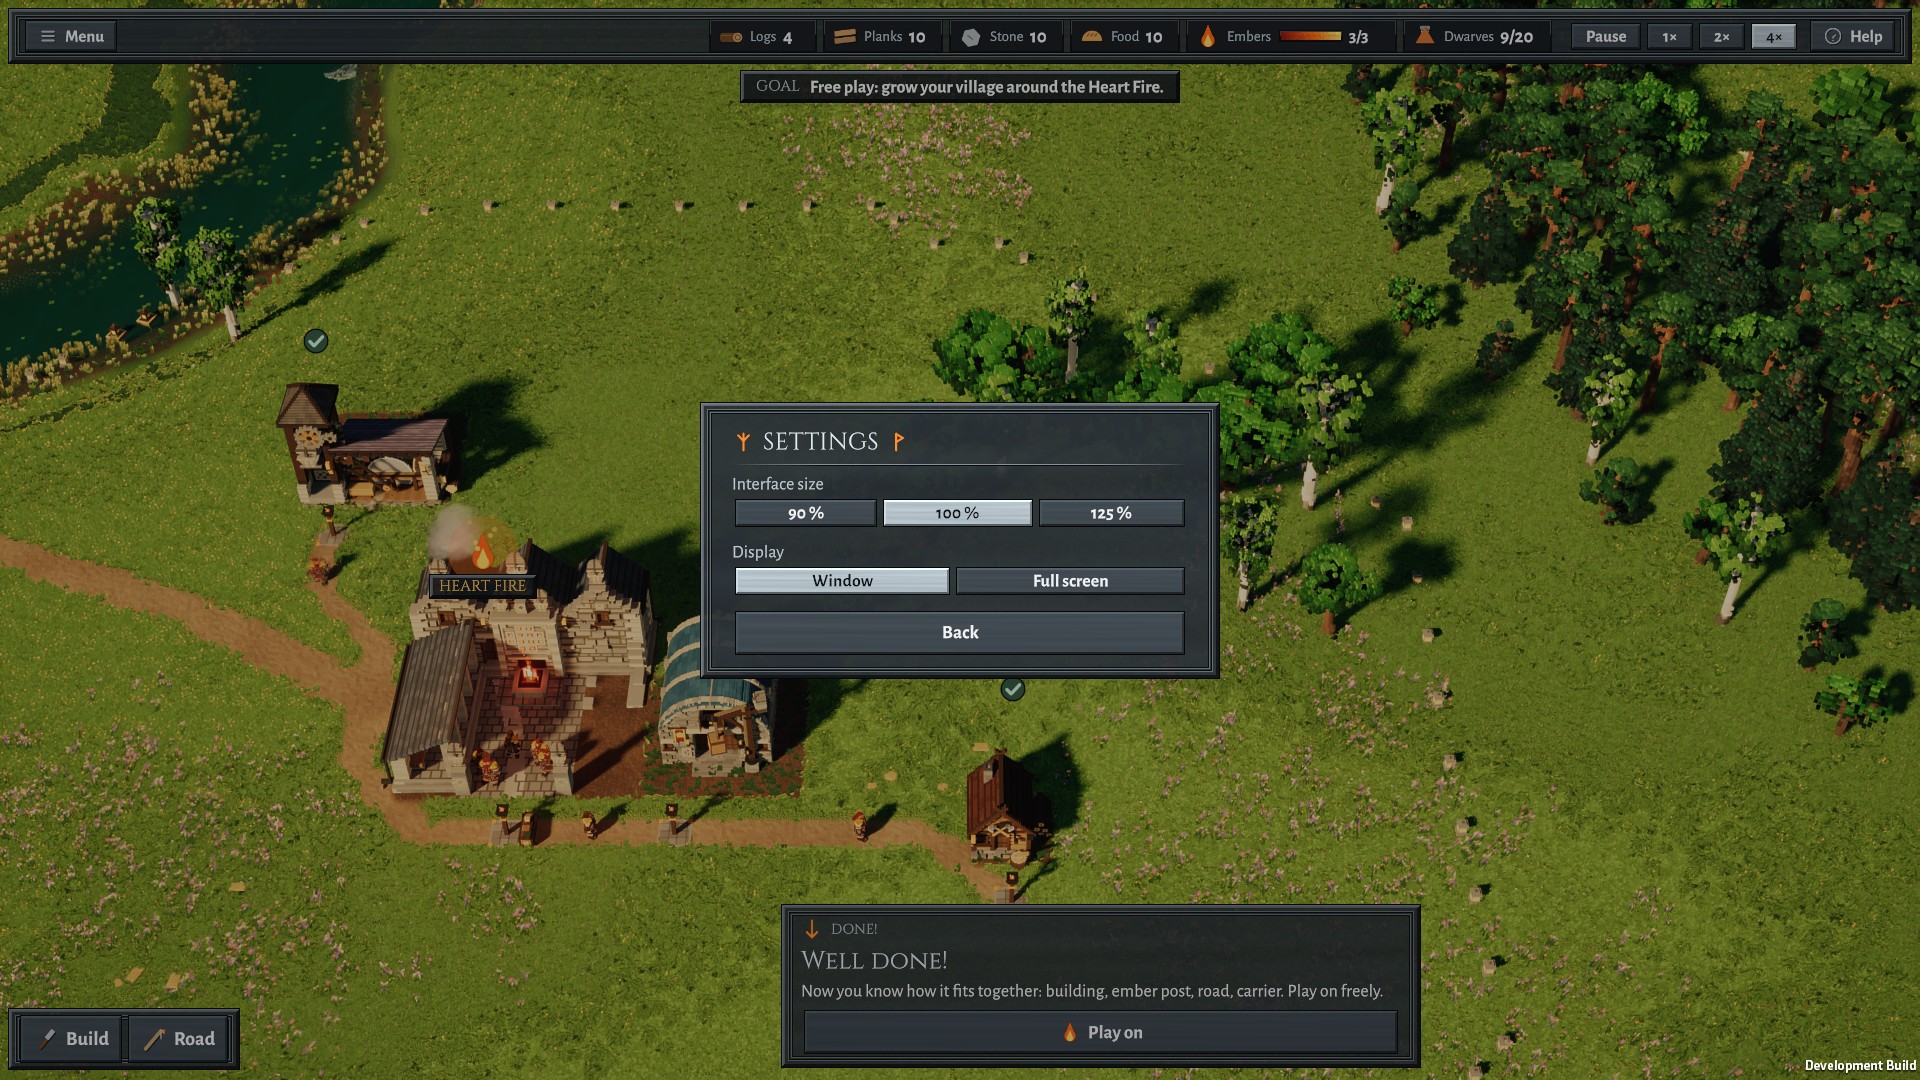 Menu
Logs 4
Planks 10
Stone 10
Food 10
Embers 3/3
Dwarves 9/20
Pause
1×
2×
4×
Help
GOAL Free play: grow your village around the Heart Fire.
SETTINGS
Interface size
90 %
100 %
125 %
Display
Window
Full screen
Back
HEART FIRE
DONE!
WELL DONE!
Now you know how it fits together: building, ember post, road, carrier. Play on freely.
Play on
Build
Road
Development Build